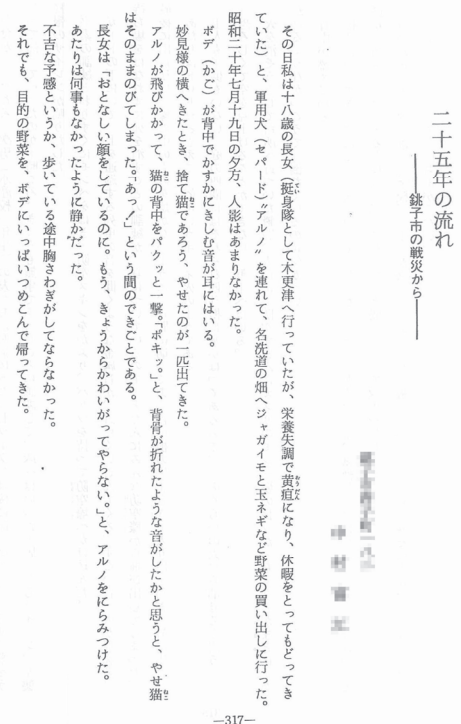 二十五年の流れ
――銚子市の戦災から――
その日私は十八歳の長女（挺身隊として木更津へ行っていたが、栄養失調で黄疸になり、休暇をとってもどってき
ていた）と、軍用犬（セパード）〝アルノ〟を連れて、名洗道の畑へジャガイモと玉ネギなど野菜の買い出しに行った。
昭和二十年七月十九日の夕方、人影はあまりなかった。
ボデ（かご）が背中でかすかにきしむ音が耳にはいる。
妙見様の横へきたとき、捨て猫であろう、やせたのが一匹出てきた。
アルノが飛びかかって、猫の背中をパクッと一撃。「ボキッ。」と、背骨が折れたような音がしたかと思うと、やせ猫
はそのままのびてしまった。「あっ！」という間のできごとである。
長女は「おとなしい顔をしているのに。もう、きょうからかわいがってやらない。」と、アルノをにらみつけた。
あたりは何事もなかったように静かだった。
不吉な予感というか、歩いている途中胸さわぎがしてならなかった。
それでも、目的の野菜を、ボデにいっぱいつめこんで帰ってきた。
―317―